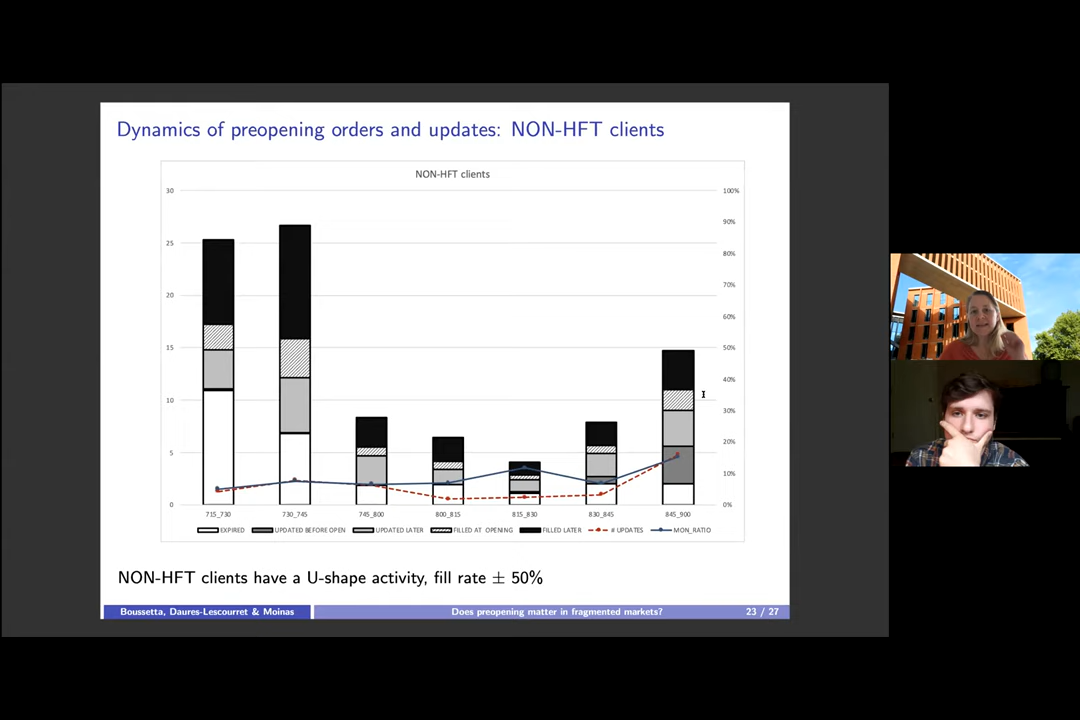 Dynamics of preopening orders and updates: NON-HFT clients
NON-HFT clients
30
25
20
15
10
5
0
100%
90%
80%
70%
60%
50%
40%
30%
20%
10%
0%
715_730
730_745
745_800
800_815
815_830
830_845
845_900
EXPIRED
UPDATED BEFORE OPEN
UPDATED LATER
FILLED AT OPENING
FILLED LATER
# UPDATES
MON_RATIO
NON-HFT clients have a U-shape activity, fill rate ± 50%
Boussetta, Daures-Lescourret & Moinas
Does preopening matter in fragmented markets?
23 / 27